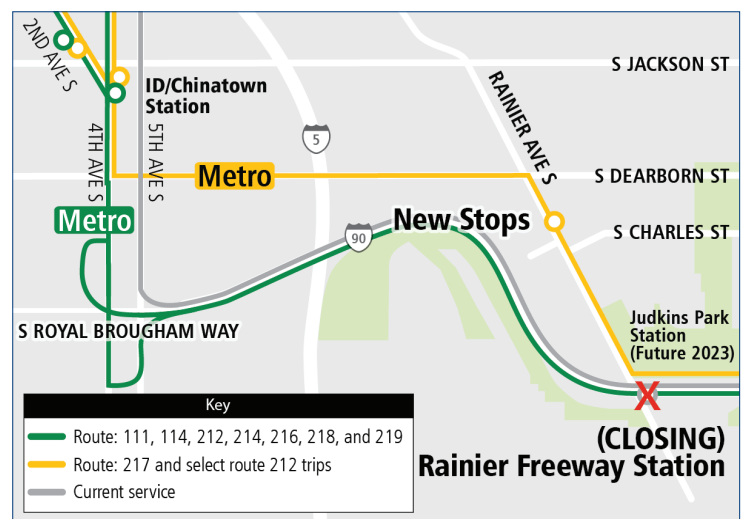 2ND AVE S
ID/Chinatown
Station
4TH AVE S
5TH AVE S
5
RAINIER AVE S
S JACKSON ST
Metro
S DEARBORN ST
Metro
90
New Stops
S CHARLES ST
S ROYAL BROUGHAM WAY
Judkins Park
Station
(Future 2023)
X
(CLOSING)
Rainier Freeway Station
Key
Route: 111, 114, 212, 214, 216, 218, and 219
Route: 217 and select route 212 trips
Current service